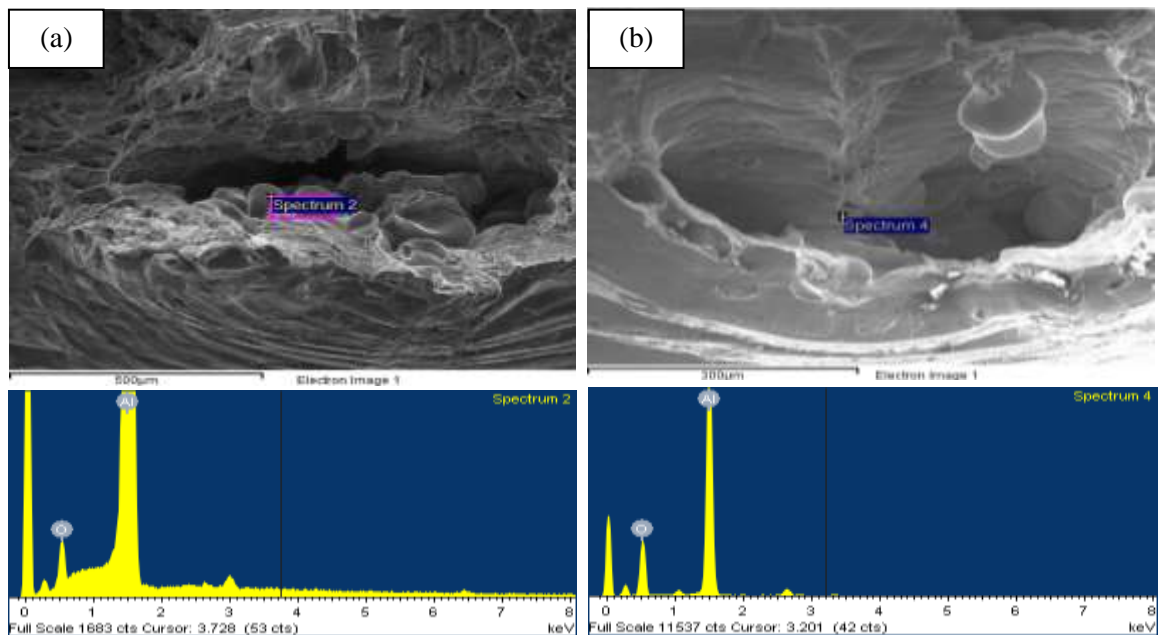 (a)
(b)
Spectrum 2
Spectrum 4
500µm Electron Image 1
300µm Electron Image 1
Spectrum 2
Al
O
0 1 2 3 4 5 6 7 8
Full Scale 1683 cts Cursor: 3.728 (53 cts) keV
Spectrum 4
Al
O
0 1 2 3 4 5 6 7 8
Full Scale 11537 cts Cursor: 3.201 (42 cts) keV